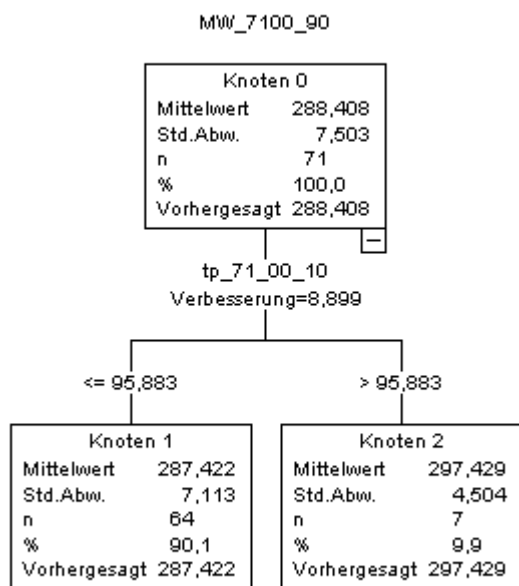 MW_7100_90
Knoten 0
Mittelwert 288,408
Std.Abw. 7,503
n 71
% 100,0
Vorhergesagt 288,408
tp_71_00_10
Verbesserung=8,899
<= 95,883
> 95,883
Knoten 1
Mittelwert 287,422
Std.Abw. 7,113
n 64
% 90,1
Vorhergesagt 287,422
Knoten 2
Mittelwert 297,429
Std.Abw. 4,504
n 7
% 9,9
Vorhergesagt 297,429